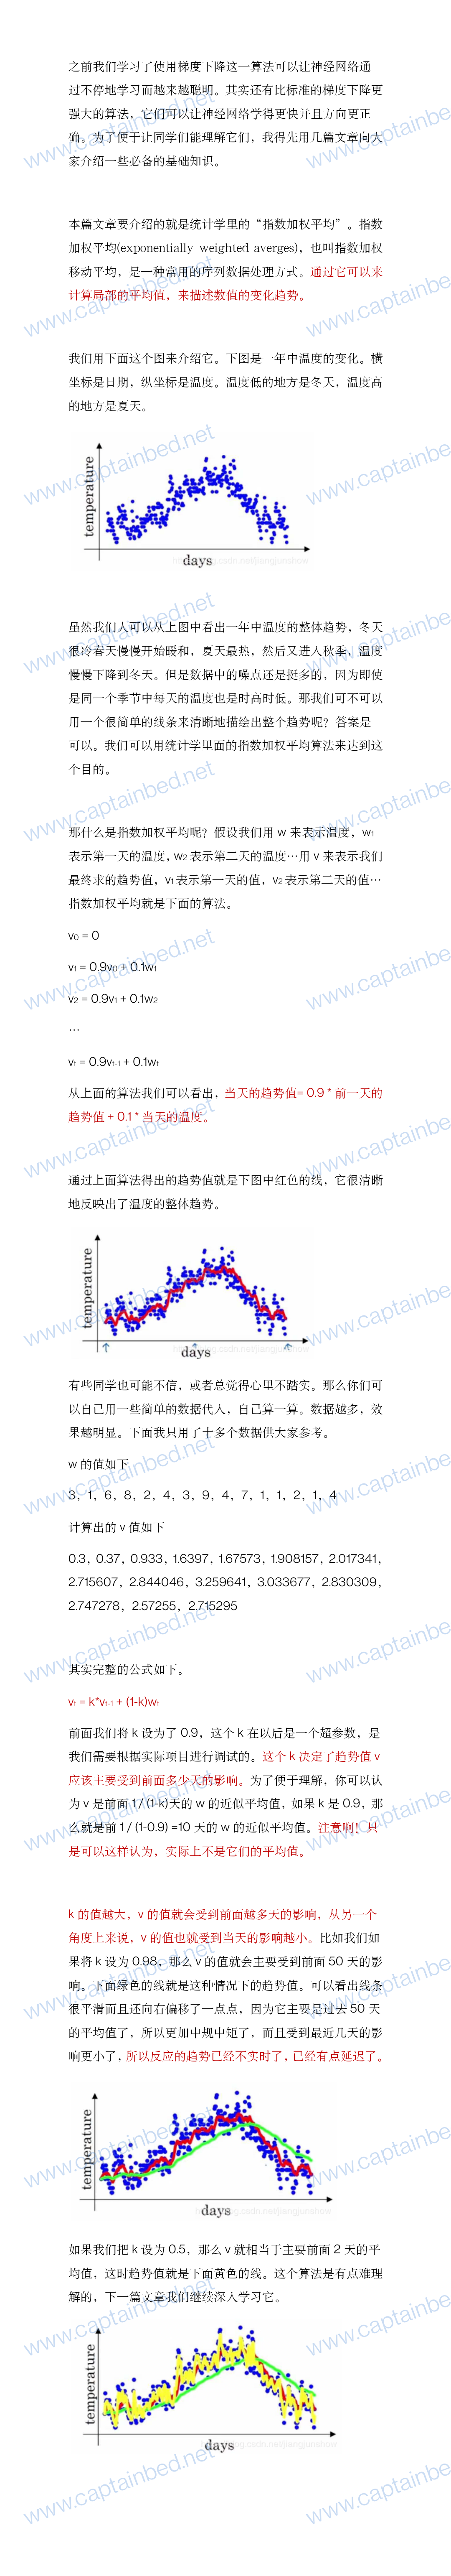 之前我们学习了使用梯度下降这一算法可以让神经网络通
过不停地学习而越来越聪明。其实还有比标准的梯度下降更
强大的算法，它们可以让神经网络学得更快并且方向更正
确。为了便于让同学们能理解它们，我得先用几篇文章向大
家介绍一些必备的基础知识。
本篇文章要介绍的就是统计学里的“指数加权平均”。指数
加权平均(exponentially weighted averges)，也叫指数加权
移动平均，是一种常用的序列数据处理方式。通过它可以来
计算局部的平均值，来描述数值的变化趋势。
我们用下面这个图来介绍它。下图是一年中温度的变化。横
坐标是日期，纵坐标是温度。温度低的地方是冬天，温度高
的地方是夏天。
temperature
days
虽然我们人可以从上图中看出一年中温度的整体趋势，冬天
很冷春天慢慢开始暖和，夏天最热，然后又进入秋季，温度
慢慢下降到冬天。但是数据中的噪点还是挺多的，因为即使
是同一个季节中每天的温度也是时高时低。那我们可不可以
用一个很简单的线条来清晰地描绘出整个趋势呢？答案是
可以。我们可以用统计学里面的指数加权平均算法来达到这
个目的。
那什么是指数加权平均呢？假设我们用 w 来表示温度，w₁
表示第一天的温度，w₂ 表示第二天的温度…用 v 来表示我们
最终求的趋势值，v₁ 表示第一天的值，v₂ 表示第二天的值…
指数加权平均就是下面的算法。
v₀ = 0
v₁ = 0.9v₀ + 0.1w₁
v₂ = 0.9v₁ + 0.1w₂
…
vₜ = 0.9vₜ₋₁ + 0.1wₜ
从上面的算法我们可以看出，当天的趋势值= 0.9 * 前一天的
趋势值 + 0.1 * 当天的温度。
通过上面算法得出的趋势值就是下图中红色的线，它很清晰
地反映出了温度的整体趋势。
temperature
days
有些同学也可能不信，或者总觉得心里不踏实。那么你们可
以自己用一些简单的数据代入，自己算一算。数据越多，效
果越明显。下面我只用了十多个数据供大家参考。
w 的值如下
3，1，6，8，2，4，3，9，4，7，1，1，2，1，4
计算出的 v 值如下
0.3，0.37，0.933，1.6397，1.67573，1.908157，2.017341，
2.715607，2.844046，3.259641，3.033677，2.830309，
2.747278，2.57255，2.715295
其实完整的公式如下。
vₜ = k*vₜ₋₁ + (1-k)wₜ
前面我们将 k 设为了 0.9，这个 k 在以后是一个超参数，是
我们需要根据实际项目进行调试的。这个 k 决定了趋势值 v
应该主要受到前面多少天的影响。为了便于理解，你可以认
为 v 是前面 1 / (1-k)天的 w 的近似平均值，如果 k 是 0.9，那
么就是前 1 / (1-0.9) =10 天的 w 的近似平均值。注意啊！只
是可以这样认为，实际上不是它们的平均值。
k 的值越大，v 的值就会受到前面越多天的影响，从另一个
角度上来说，v 的值也就受到当天的影响越小。比如我们如
果将 k 设为 0.98，那么 v 的值就会主要受到前面 50 天的影
响。下面绿色的线就是这种情况下的趋势值。可以看出线条
很平滑而且还向右偏移了一点点，因为它主要是过去 50 天
的平均值了，所以更加中规中矩了，而且受到最近几天的影
响更小了，所以反应的趋势已经不实时了，已经有点延迟了。
temperature
days
如果我们把 k 设为 0.5，那么 v 就相当于主要前面 2 天的平
均值，这时趋势值就是下面黄色的线。这个算法是有点难理
解的，下一篇文章我们继续深入学习它。
temperature
days
www.captainbed.net